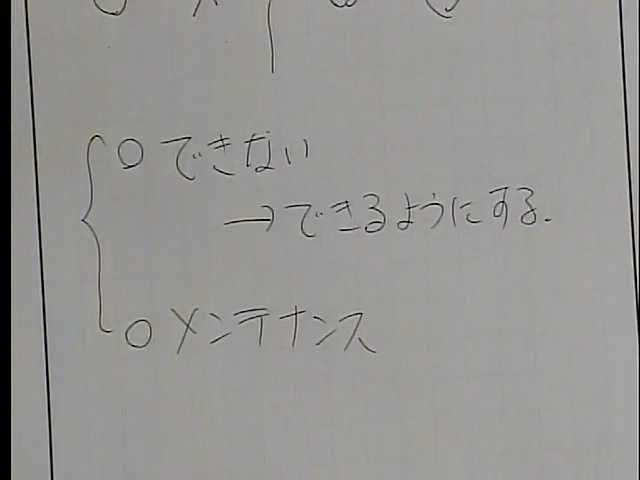 ○できない
→できるようにする.
○メンテナンス